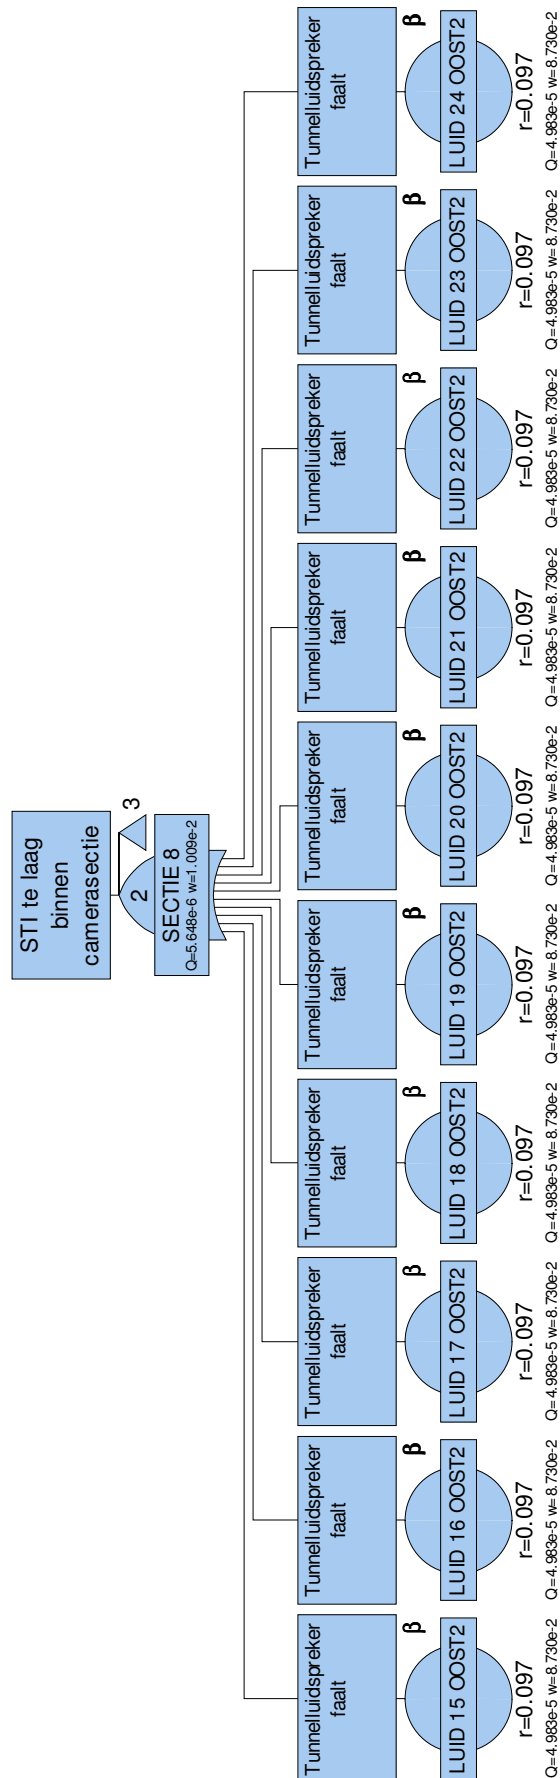 STI te laag
binnen
camerasectie
2
3
SECTIE 8
Q=5.648e-6 w=1.009e-2
Tunnelluidspreker
faalt
β
LUID 15 OOST2
r=0.097
Q=4.983e-5 w=8.730e-2
Tunnelluidspreker
faalt
β
LUID 16 OOST2
r=0.097
Q=4.983e-5 w=8.730e-2
Tunnelluidspreker
faalt
β
LUID 17 OOST2
r=0.097
Q=4.983e-5 w=8.730e-2
Tunnelluidspreker
faalt
β
LUID 18 OOST2
r=0.097
Q=4.983e-5 w=8.730e-2
Tunnelluidspreker
faalt
β
LUID 19 OOST2
r=0.097
Q=4.983e-5 w=8.730e-2
Tunnelluidspreker
faalt
β
LUID 20 OOST2
r=0.097
Q=4.983e-5 w=8.730e-2
Tunnelluidspreker
faalt
β
LUID 21 OOST2
r=0.097
Q=4.983e-5 w=8.730e-2
Tunnelluidspreker
faalt
β
LUID 22 OOST2
r=0.097
Q=4.983e-5 w=8.730e-2
Tunnelluidspreker
faalt
β
LUID 23 OOST2
r=0.097
Q=4.983e-5 w=8.730e-2
Tunnelluidspreker
faalt
β
LUID 24 OOST2
r=0.097
Q=4.983e-5 w=8.730e-2